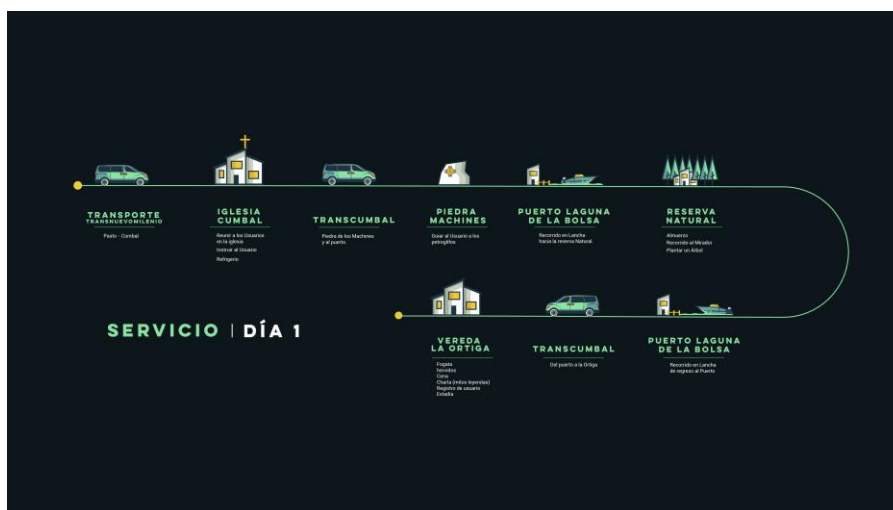 TRANSPORTE
TRANSNUEVOMILENIO
Pasto - Cumbal
IGLESIA
CUMBAL
Reunir a los Usuarios
en la iglesia
Instruir al Usuario
Refrigerio
TRANSCUMBAL
Piedra de los Machines
y al puerto
PIEDRA
MACHINES
Guiar al Usuario a los
petroglifos
PUERTO LAGUNA
DE LA BOLSA
Recorrido en Lancha
hacia la reserva Natural.
RESERVA
NATURAL
Almuerzo
Recorrido al Mirador
Plantar un Árbol
SERVICIO | DÍA 1
VEREDA
LA ORTIGA
Fogata
hervidos
Cena
Charla (mitos leyendas)
Registro de usuario
Estadía
TRANSCUMBAL
Del puerto a la Ortiga
PUERTO LAGUNA
DE LA BOLSA
Recorrido en Lancha
de regreso al Puerto